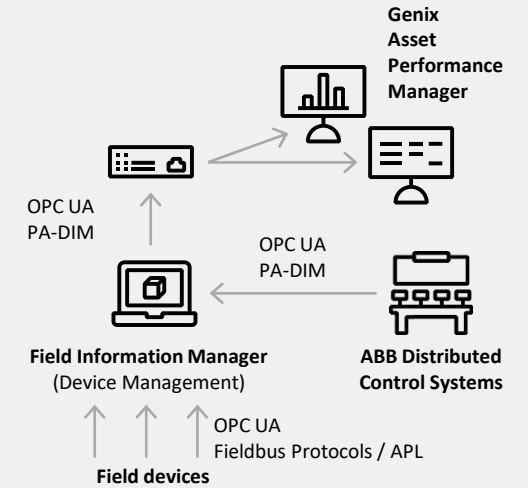 Genix
Asset
Performance
Manager
OPC UA
PA-DIM
OPC UA
PA-DIM
Field Information Manager
(Device Management)
ABB Distributed
Control Systems
OPC UA
Fieldbus Protocols / APL
Field devices